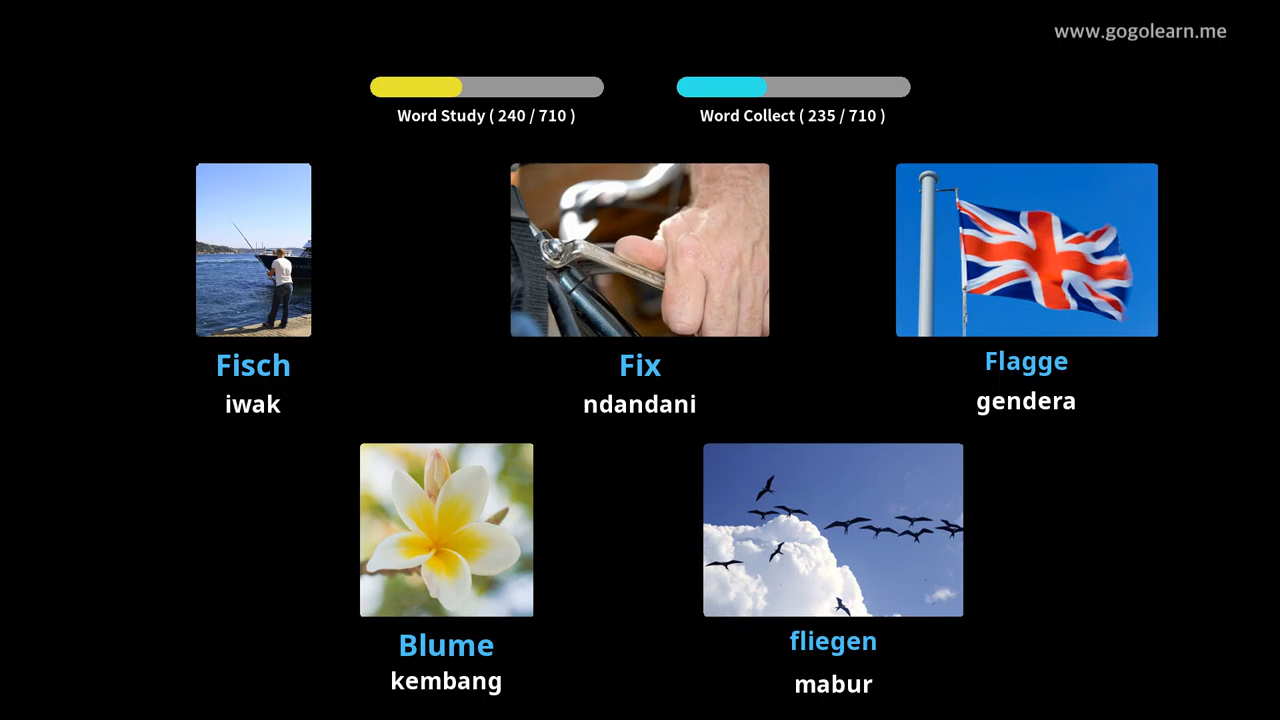 www.gogolearn.me
Word Study ( 240 / 710 )
Word Collect ( 235 / 710 )
Fisch
iwak
Fix
ndandani
Flagge
gendera
Blume
kembang
fliegen
mabur